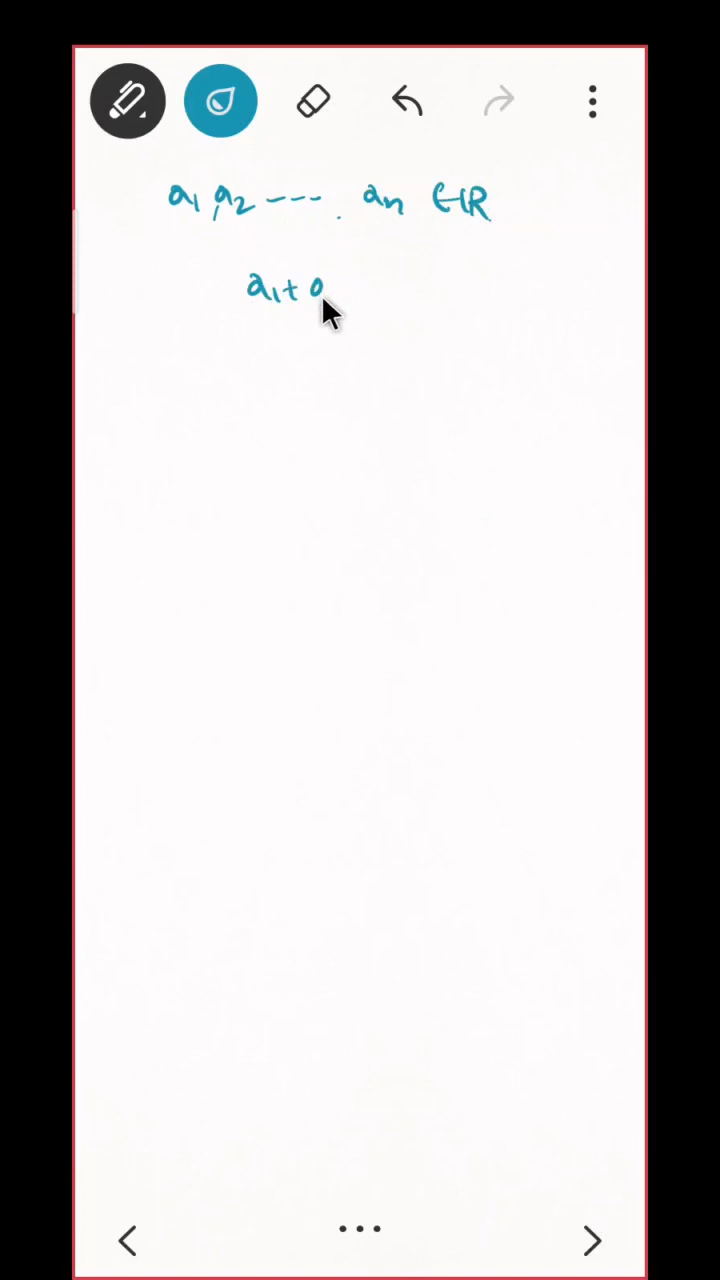 a₁, a₂ ---. aₙ ∈ ℝ
a₁ + 0